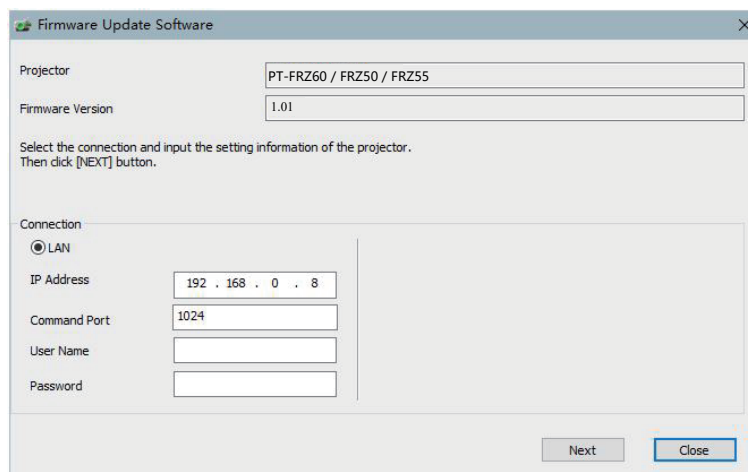 Firmware Update Software
Projector
PT-FRZ60 / FRZ50 / FRZ55
Firmware Version
1.01
Select the connection and input the setting information of the projector.
Then click [NEXT] button.
Connection
LAN
IP Address
192 . 168 . 0 . 8
Command Port
1024
User Name
Password
Next
Close